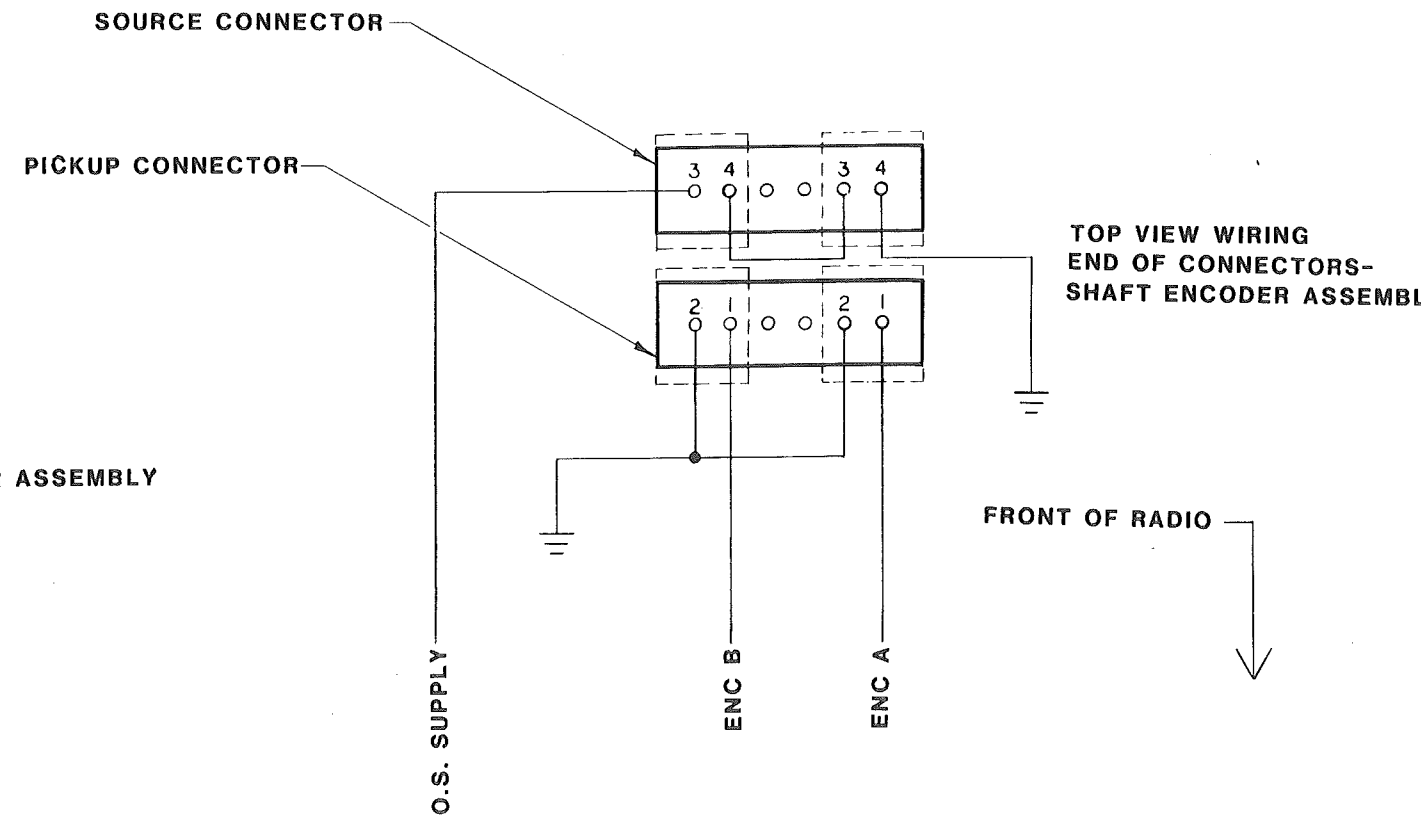 SOURCE CONNECTOR
PICKUP CONNECTOR
3 4 3 4
TOP VIEW WIRING
END OF CONNECTORS-
SHAFT ENCODER ASSEMBL
2 1 2 1
ASSEMBLY
FRONT OF RADIO
O.S. SUPPLY
ENC B
ENC A